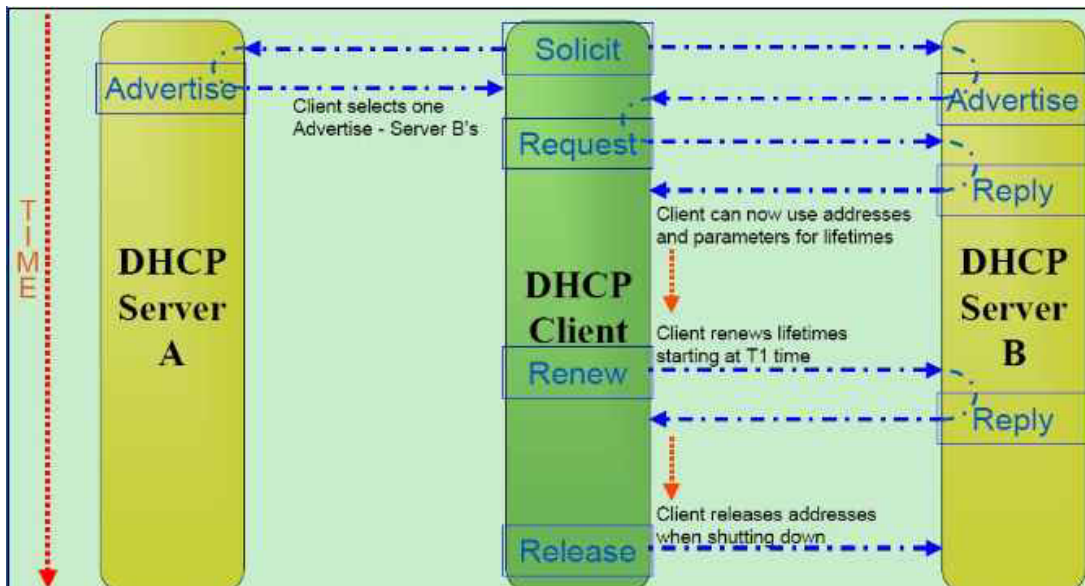 Solicit
Advertise
Client selects one
Advertise - Server B's
Advertise
Request
Reply
Client can now use addresses
and parameters for lifetimes
TIME
DHCP
Server
A
DHCP
Client
DHCP
Server
B
Client renews lifetimes
starting at T1 time
Renew
Reply
Client releases addresses
when shutting down
Release